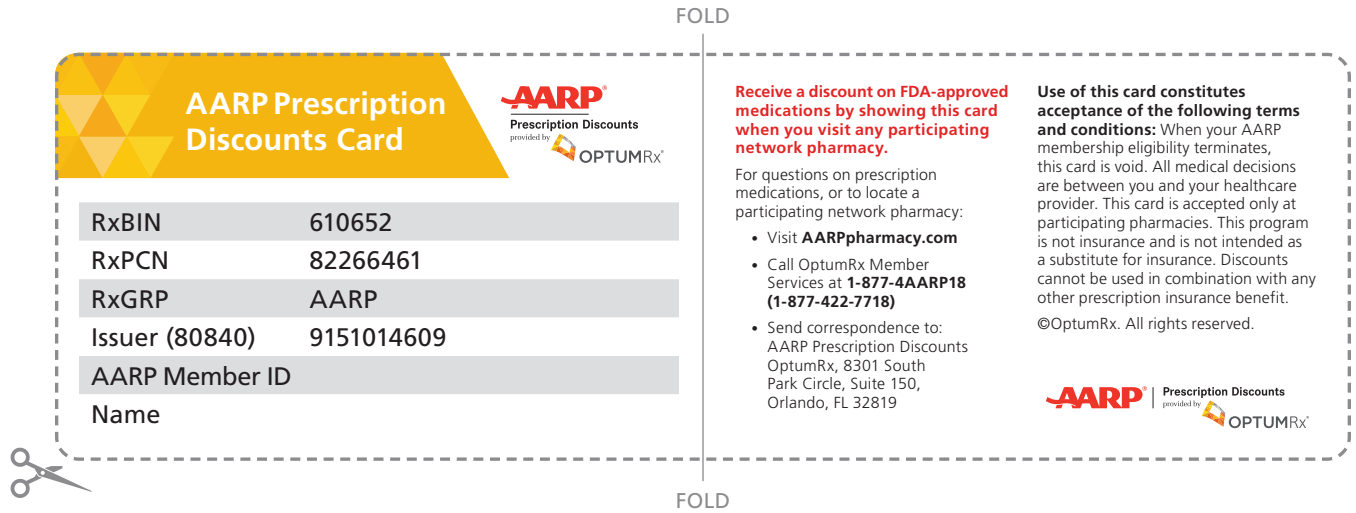 FOLD
AARP Prescription
Discounts Card
AARP®
Prescription Discounts
provided by
OPTUMRx®
RxBIN 610652
RxPCN 82266461
RxGRP AARP
Issuer (80840) 9151014609
AARP Member ID
Name
Receive a discount on FDA-approved
medications by showing this card
when you visit any participating
network pharmacy.
For questions on prescription
medications, or to locate a
participating network pharmacy:
• Visit AARPpharmacy.com
• Call OptumRx Member
Services at 1-877-4AARP18
(1-877-422-7718)
• Send correspondence to:
AARP Prescription Discounts
OptumRx, 8301 South
Park Circle, Suite 150,
Orlando, FL 32819
Use of this card constitutes
acceptance of the following terms
and conditions: When your AARP
membership eligibility terminates,
this card is void. All medical decisions
are between you and your healthcare
provider. This card is accepted only at
participating pharmacies. This program
is not insurance and is not intended as
a substitute for insurance. Discounts
cannot be used in combination with any
other prescription insurance benefit.
©OptumRx. All rights reserved.
AARP®
Prescription Discounts
provided by
OPTUMRx®
FOLD